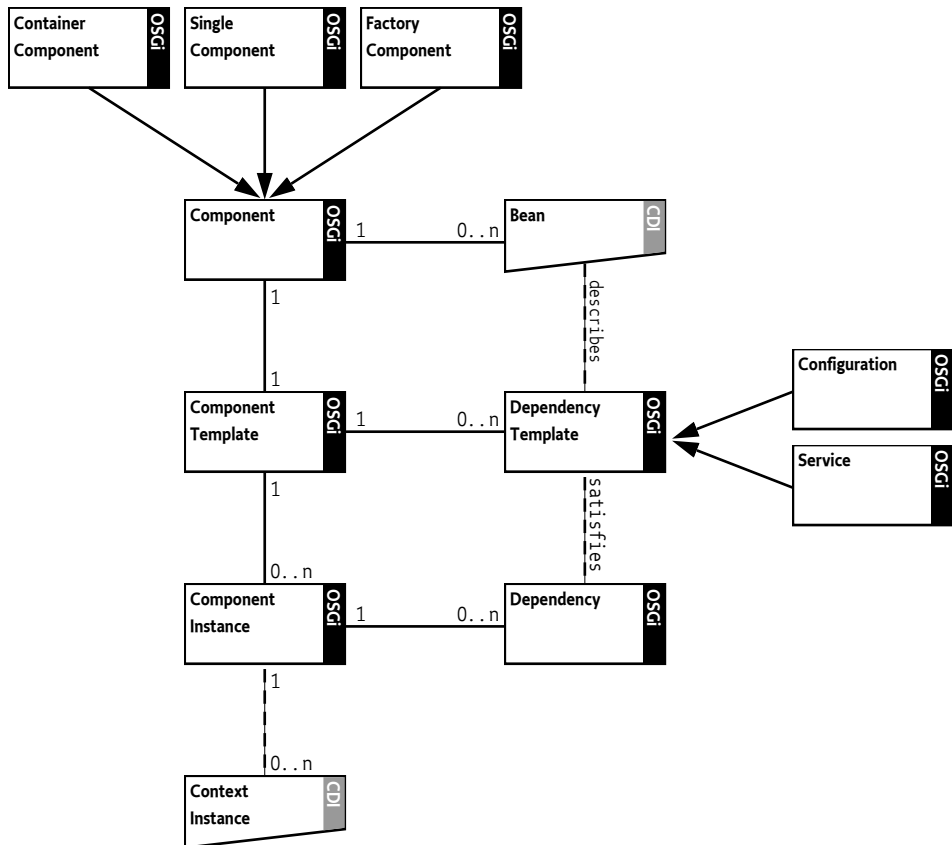 Container
Component
OSGi
Single
Component
OSGi
Factory
Component
OSGi
Component
OSGi
1
0..n
Bean
CDI
1
describes
1
Component
Template
OSGi
1
0..n
Dependency
Template
OSGi
Configuration
OSGi
Service
OSGi
1
satisfies
0..n
Component
Instance
OSGi
1
0..n
Dependency
OSGi
1
0..n
Context
Instance
CDI